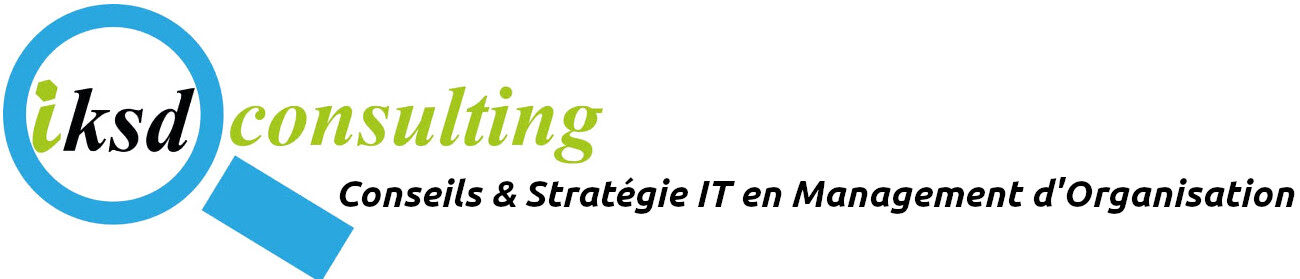 iksd consulting
Conseils & Stratégie IT en Management d'Organisation